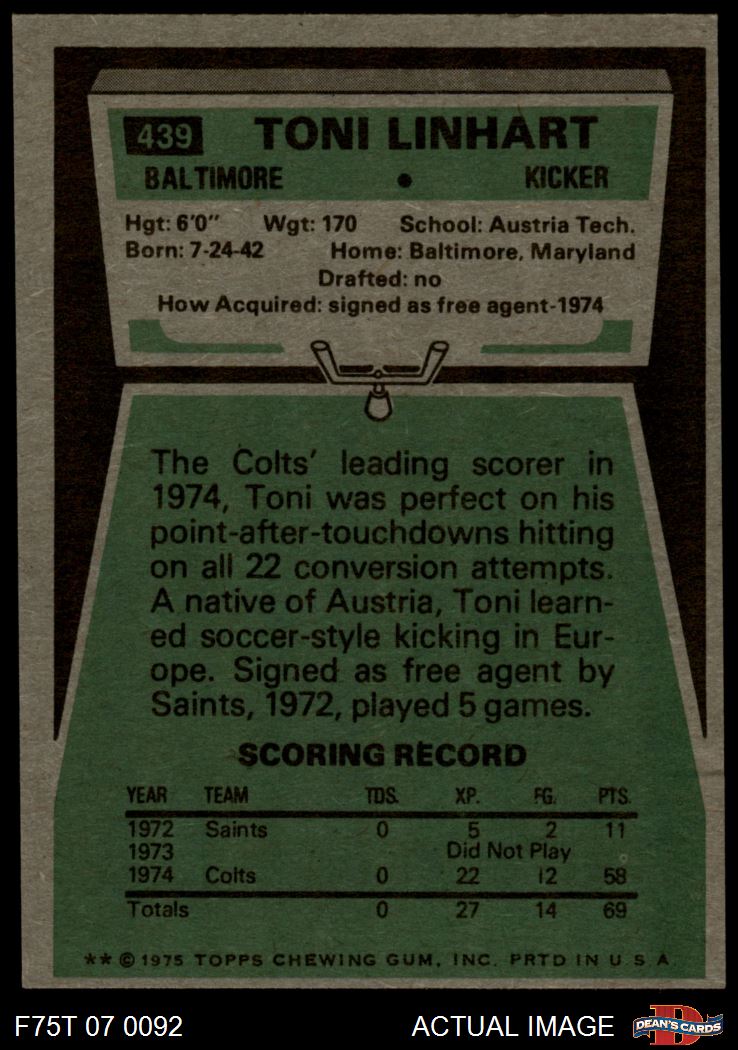 439 TONI LINHART
BALTIMORE • KICKER
Hgt: 6'0" Wgt: 170 School: Austria Tech.
Born: 7-24-42 Home: Baltimore, Maryland
Drafted: no
How Acquired: signed as free agent-1974
The Colts' leading scorer in
1974, Toni was perfect on his
point-after-touchdowns hitting
on all 22 conversion attempts.
A native of Austria, Toni learn-
ed soccer-style kicking in Eur-
ope. Signed as free agent by
Saints, 1972, played 5 games.
SCORING RECORD
YEAR TEAM TDS. XP. FG. PTS.
1972 Saints 0 5 2 11
1973 Did Not Play
1974 Colts 0 22 12 58
Totals 0 27 14 69
** © 1975 TOPPS CHEWING GUM, INC. PRTD IN U S A
F75T 07 0092 ACTUAL IMAGE D DEAN'S CARDS